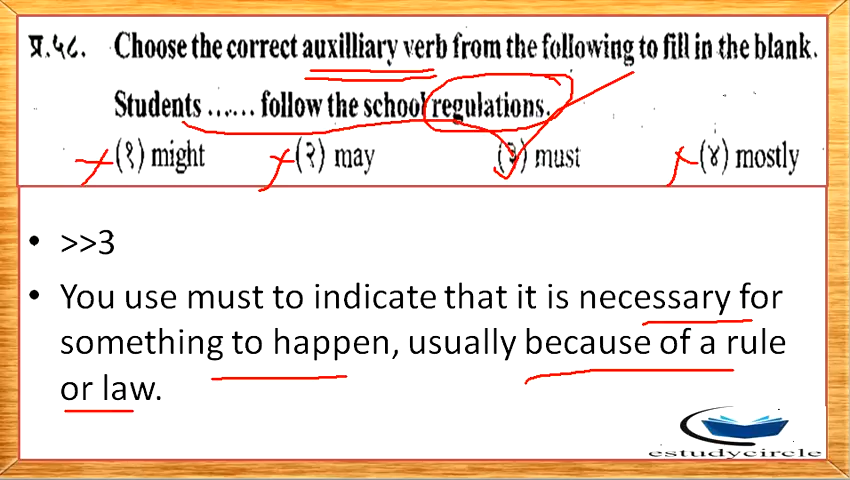 प्र.५८. Choose the correct auxilliary verb from the following to fill in the blank.
Students ...... follow the school regulations.
(१) might (२) may (३) must (४) mostly
• >>3
• You use must to indicate that it is necessary for
something to happen, usually because of a rule
or law.
estudycircle